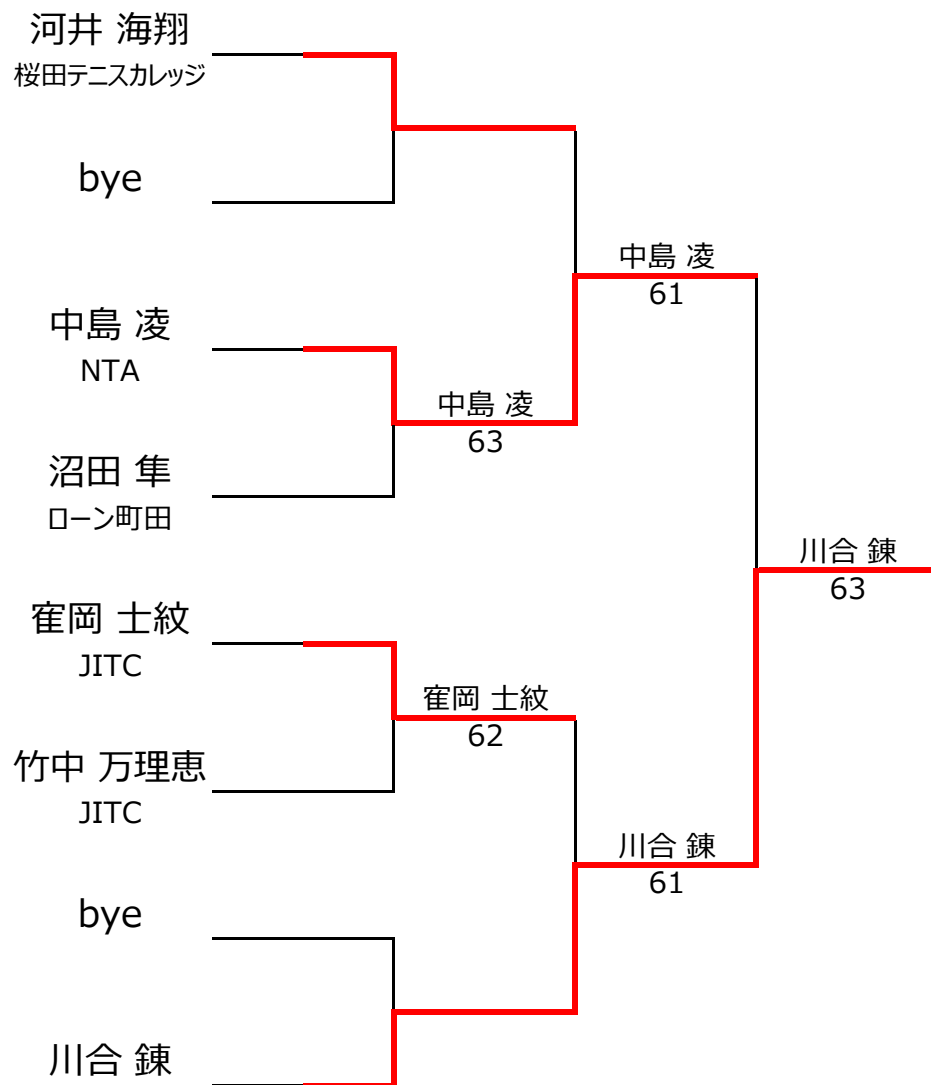 河井 海翔
桜田テニスカレッジ
bye
中島 凌
61
中島 凌
NTA
中島 凌
63
沼田 隼
ローン町田
川合 錬
63
寉岡 士紋
JITC
寉岡 士紋
62
竹中 万理恵
JITC
川合 錬
61
bye
川合 錬